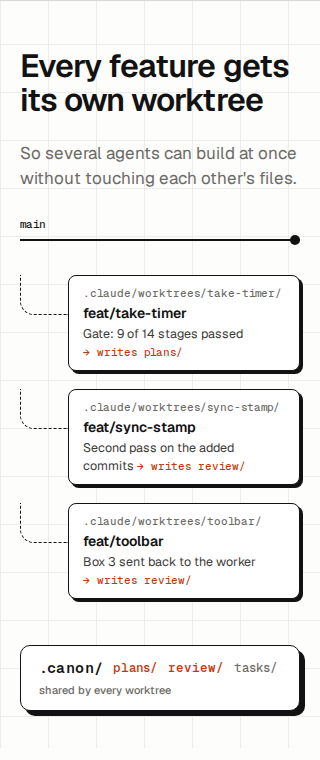 Every feature gets
its own worktree
So several agents can build at once
without touching each other's files.
main
.claude/worktrees/take-timer/
feat/take-timer
Gate: 9 of 14 stages passed
→ writes plans/
.claude/worktrees/sync-stamp/
feat/sync-stamp
Second pass on the added
commits → writes review/
.claude/worktrees/toolbar/
feat/toolbar
Box 3 sent back to the worker
→ writes review/
.canon/ plans/ review/ tasks/
shared by every worktree